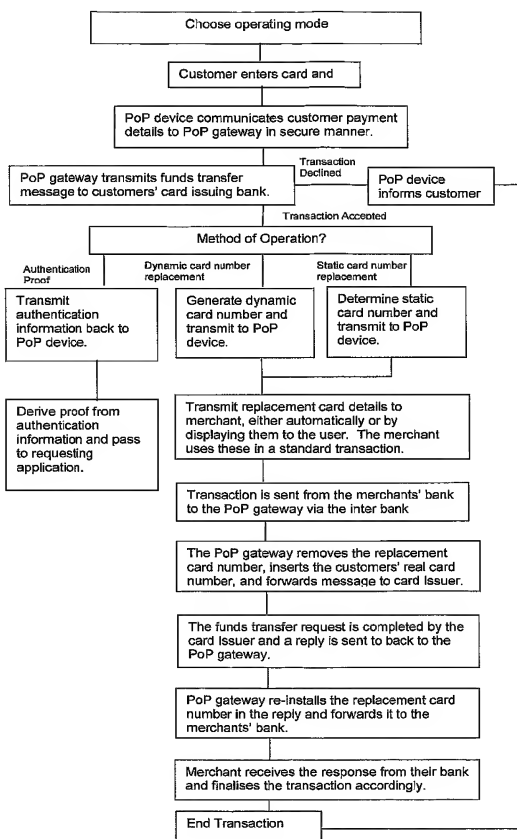 Choose operating mode
Customer enters card and
PoP device communicates customer payment
details to PoP gateway in secure manner.
Transaction
Declined
PoP gateway transmits funds transfer
message to customers' card issuing bank.
PoP device
informs customer
Transaction Accepted
Method of Operation?
Authentication
Proof
Dynamic card number
replacement
Static card number
replacement
Transmit
authentication
information back to
PoP device.
Generate dynamic
card number and
transmit to PoP
device.
Determine static
card number and
transmit to PoP
device.
Derive proof from
authentication
information and pass
to requesting
application.
Transmit replacement card details to
merchant, either automatically or by
displaying them to the user. The merchant
uses these in a standard transaction.
Transaction is sent from the merchants' bank
to the PoP gateway via the inter bank
The PoP gateway removes the replacement
card number, inserts the customers' real card
number, and forwards message to card Issuer.
The funds transfer request is completed by the
card Issuer and a reply is sent to back to the
PoP gateway.
PoP gateway re-installs the replacement card
number in the reply and forwards it to the
merchants' bank.
Merchant receives the response from their bank
and finalises the transaction accordingly.
End Transaction